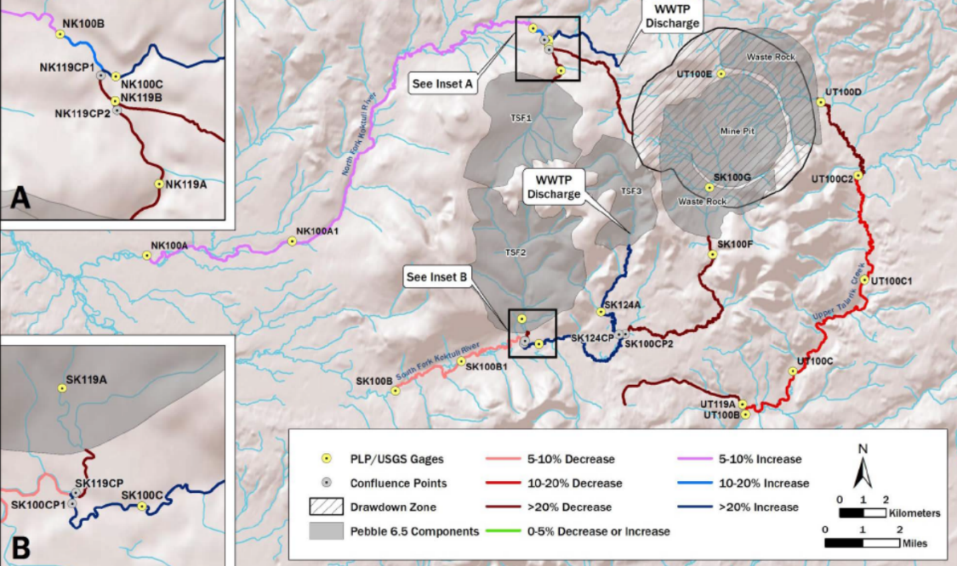 NK100B
NK119CP1
NK100C
NK119B
NK119CP2
NK119A
A
WWTP
Discharge
See Inset A
North Fork Koktuli River
TSF1
Waste Rock
UT100E
UT100D
Mine Pit
WWTP
Discharge
TSF3
SK100G
Waste Rock
UT100C2
NK100A1
NK100A
TSF2
SK100F
See Inset B
UT100C1
Upper Talarik Creek
SK124A
SK124CP
SK100CP2
South Fork Koktuli River
SK100B1
SK100B
UT100C
UT119A
UT100B
SK119A
SK119CP
SK100CP1
SK100C
B
PLP/USGS Gages
Confluence Points
Drawdown Zone
Pebble 6.5 Components
5-10% Decrease
10-20% Decrease
>20% Decrease
0-5% Decrease or Increase
5-10% Increase
10-20% Increase
>20% Increase
N
0 1 2
Kilometers
0 1 2
Miles